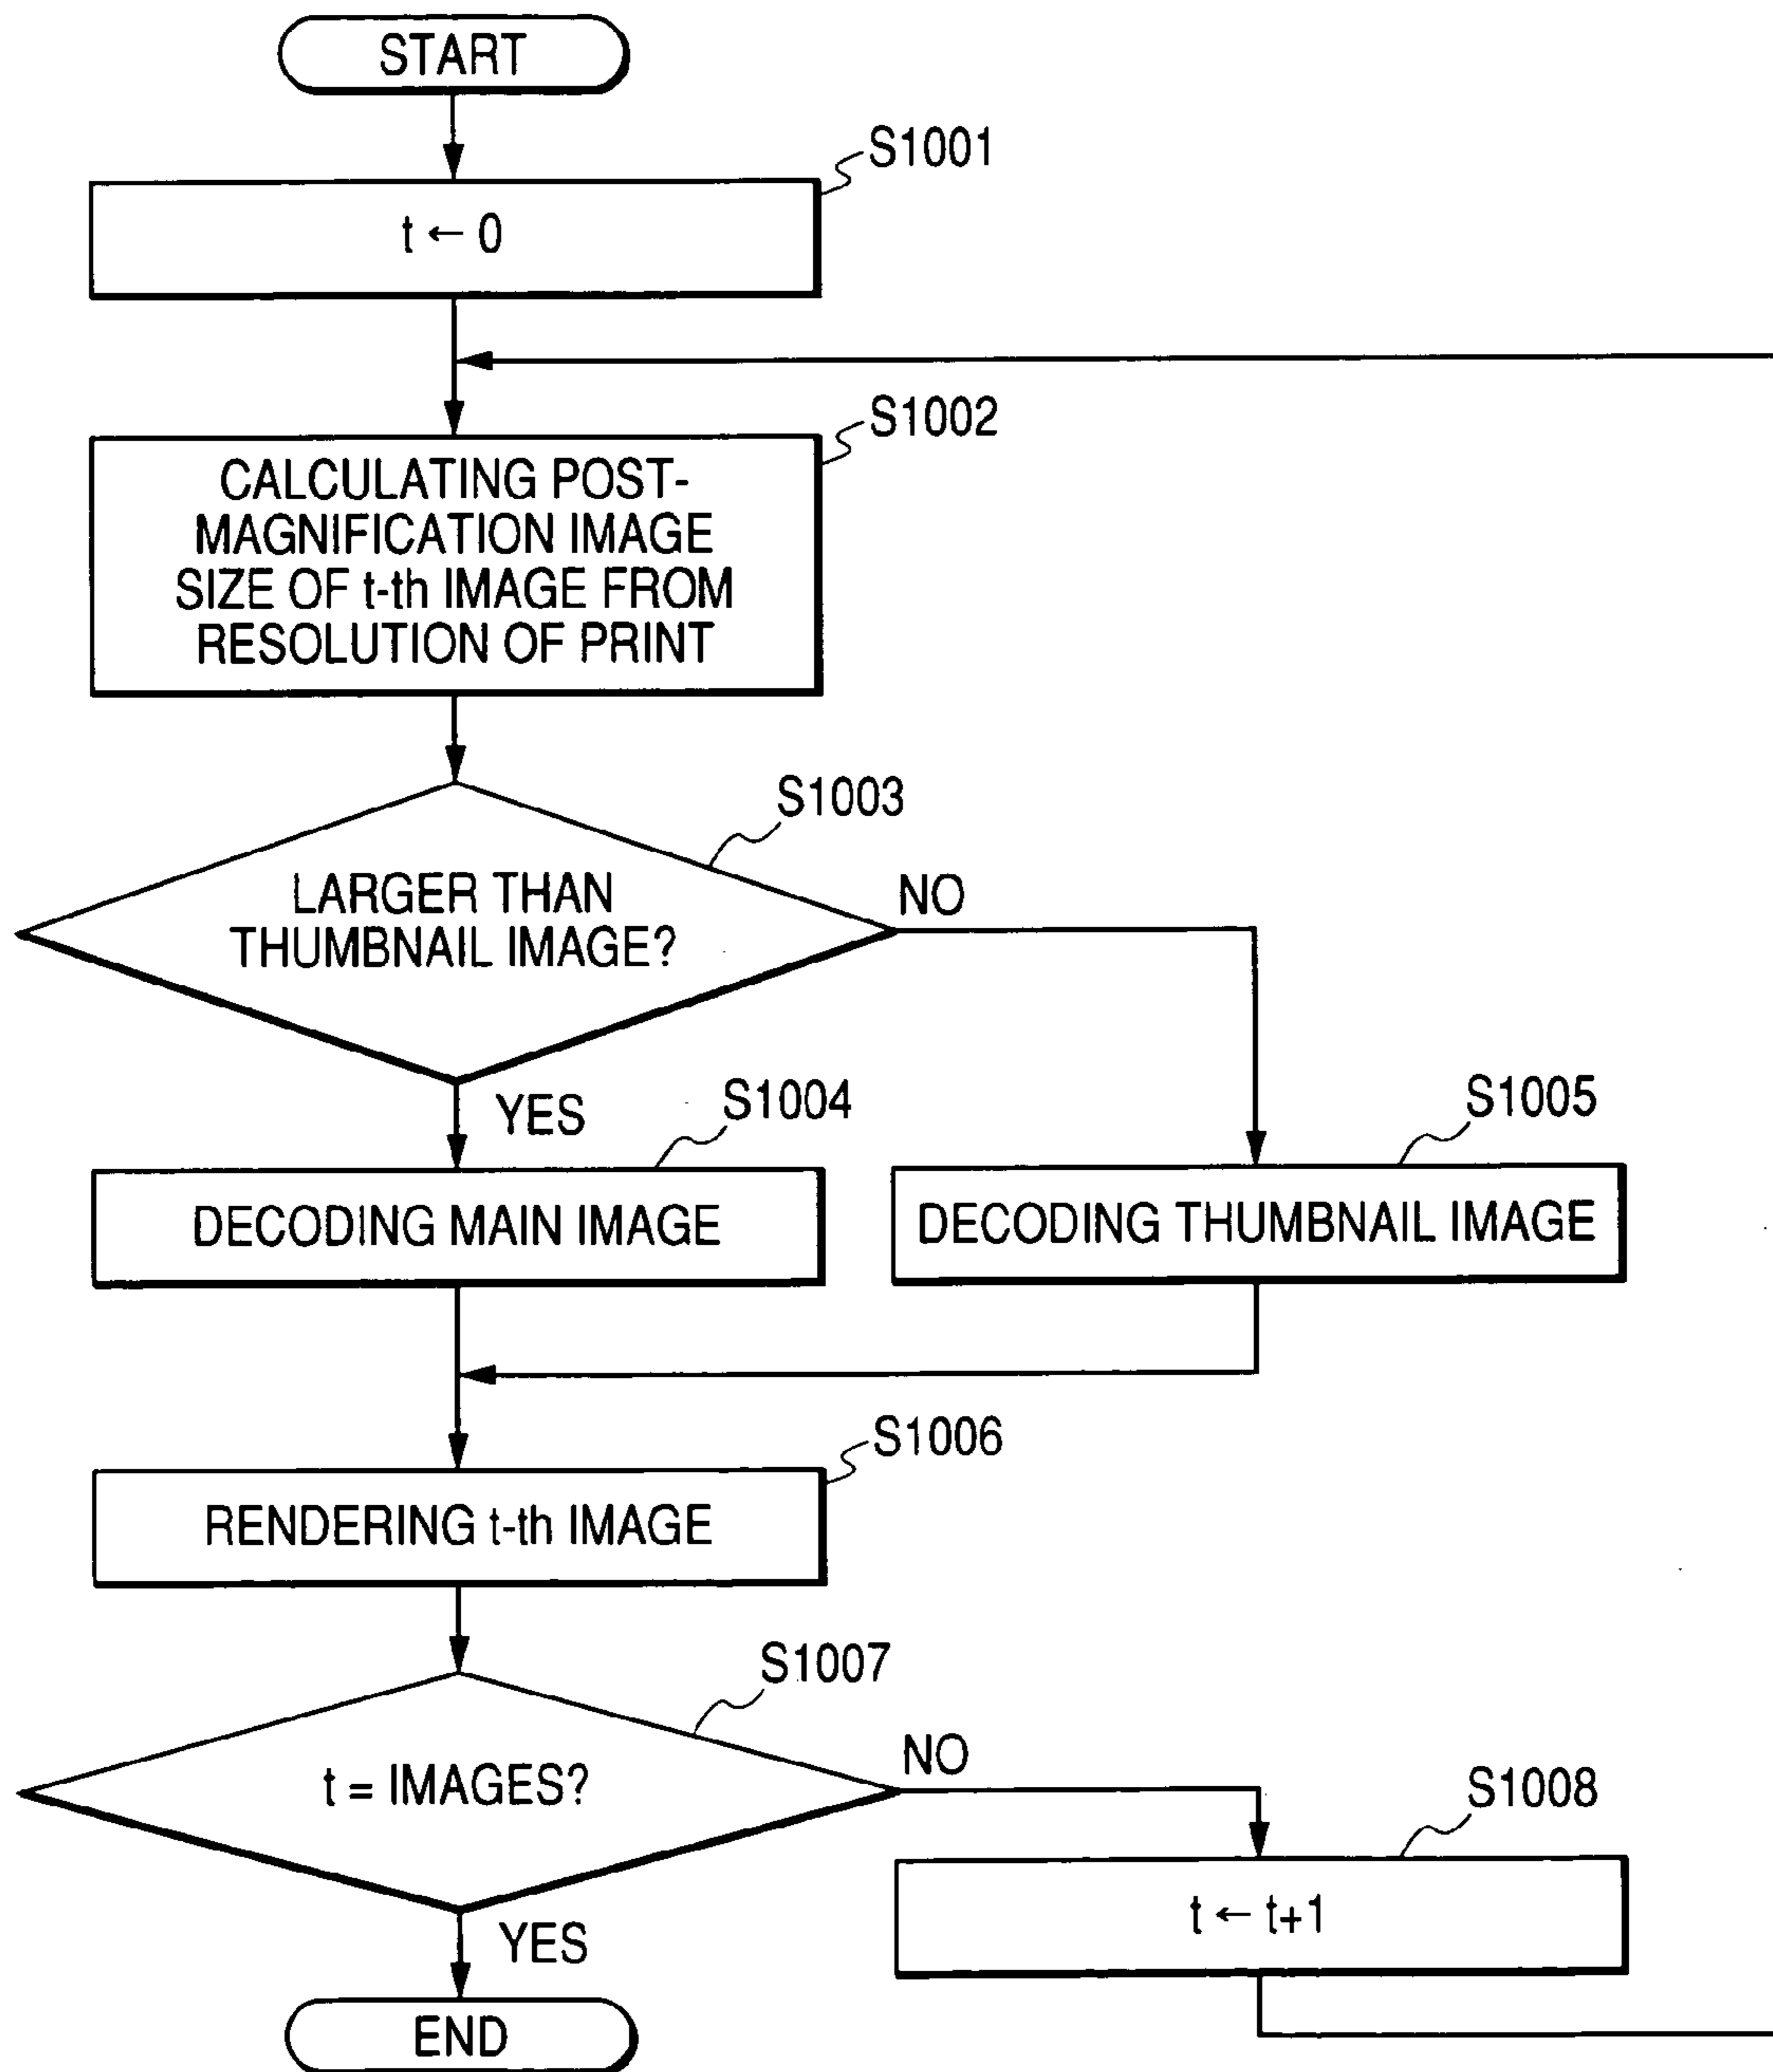 START
S1001
t ← 0
S1002
CALCULATING POST-
MAGNIFICATION IMAGE
SIZE OF t-th IMAGE FROM
RESOLUTION OF PRINT
S1003
LARGER THAN
THUMBNAIL IMAGE?
NO
YES
S1004
S1005
DECODING MAIN IMAGE
DECODING THUMBNAIL IMAGE
S1006
RENDERING t-th IMAGE
S1007
t = IMAGES?
NO
S1008
t ← t+1
YES
END